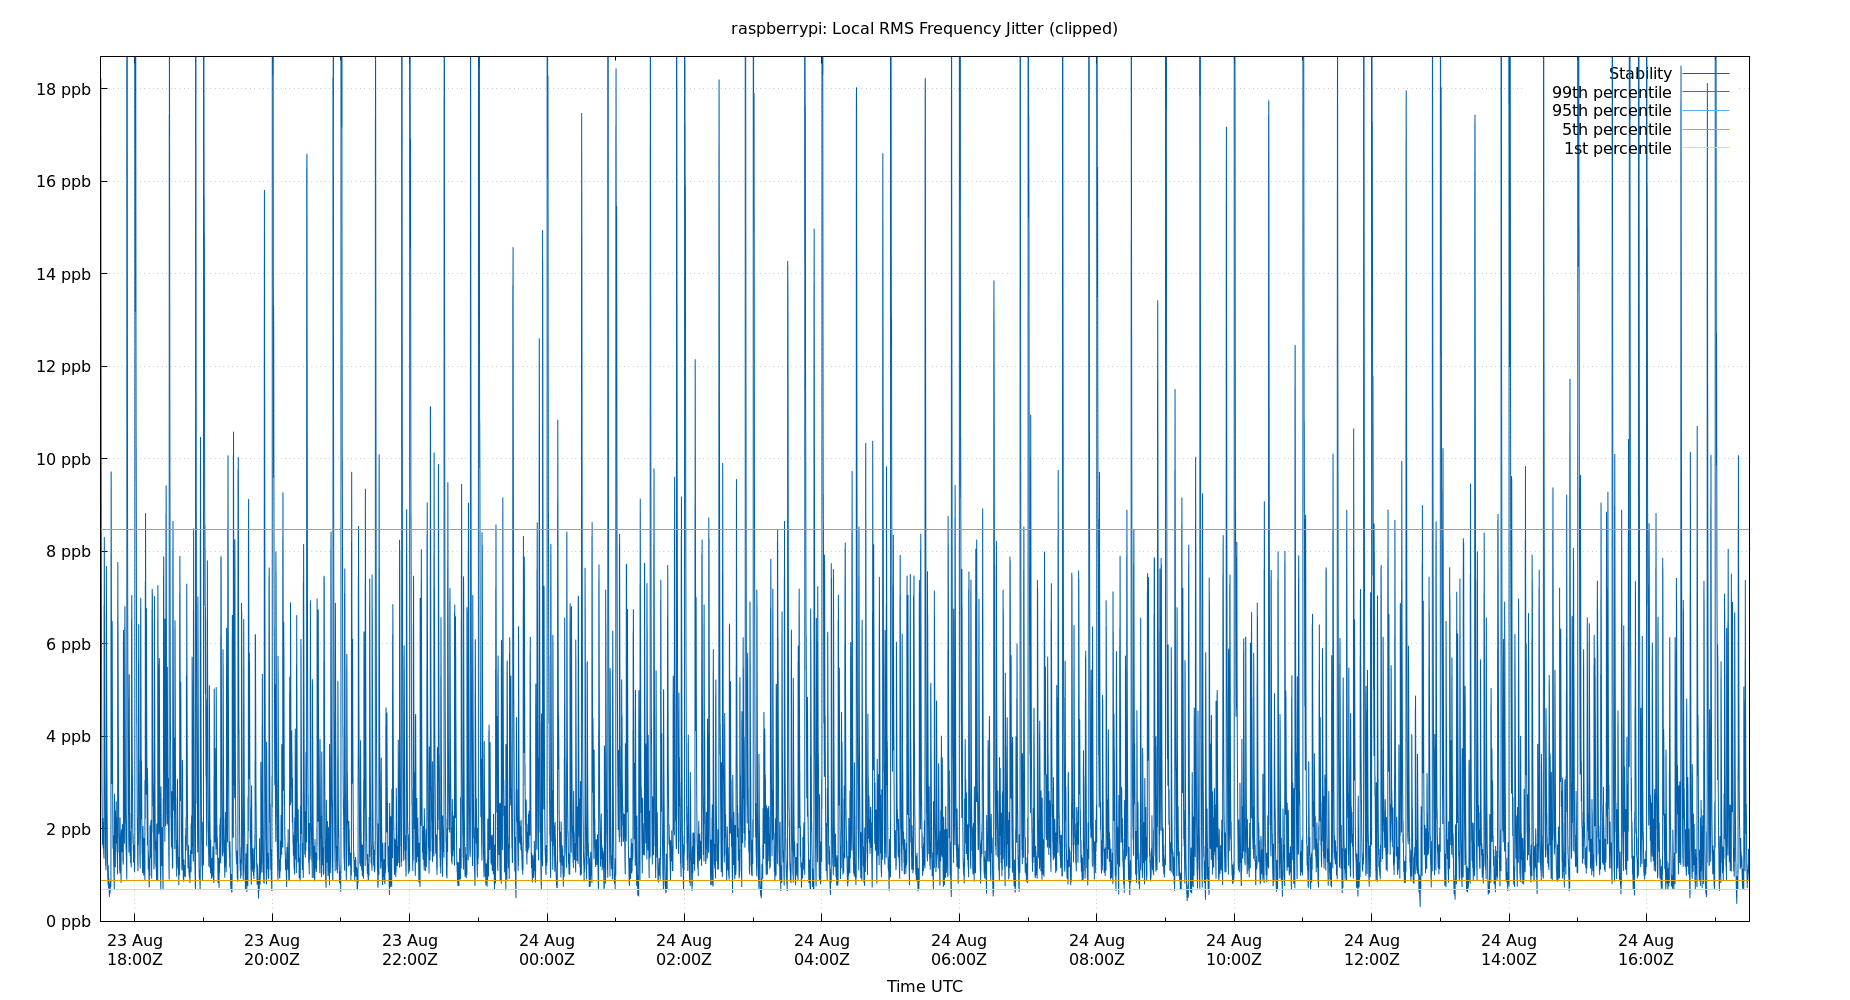 raspberrypi: Local RMS Frequency Jitter (clipped)
Stability
99th percentile
95th percentile
5th percentile
1st percentile
18 ppb
16 ppb
14 ppb
12 ppb
10 ppb
8 ppb
6 ppb
4 ppb
2 ppb
0 ppb
23 Aug 23 Aug 23 Aug 24 Aug 24 Aug 24 Aug 24 Aug 24 Aug 24 Aug 24 Aug 24 Aug 24 Aug
18:00Z 20:00Z 22:00Z 00:00Z 02:00Z 04:00Z 06:00Z 08:00Z 10:00Z 12:00Z 14:00Z 16:00Z
Time UTC